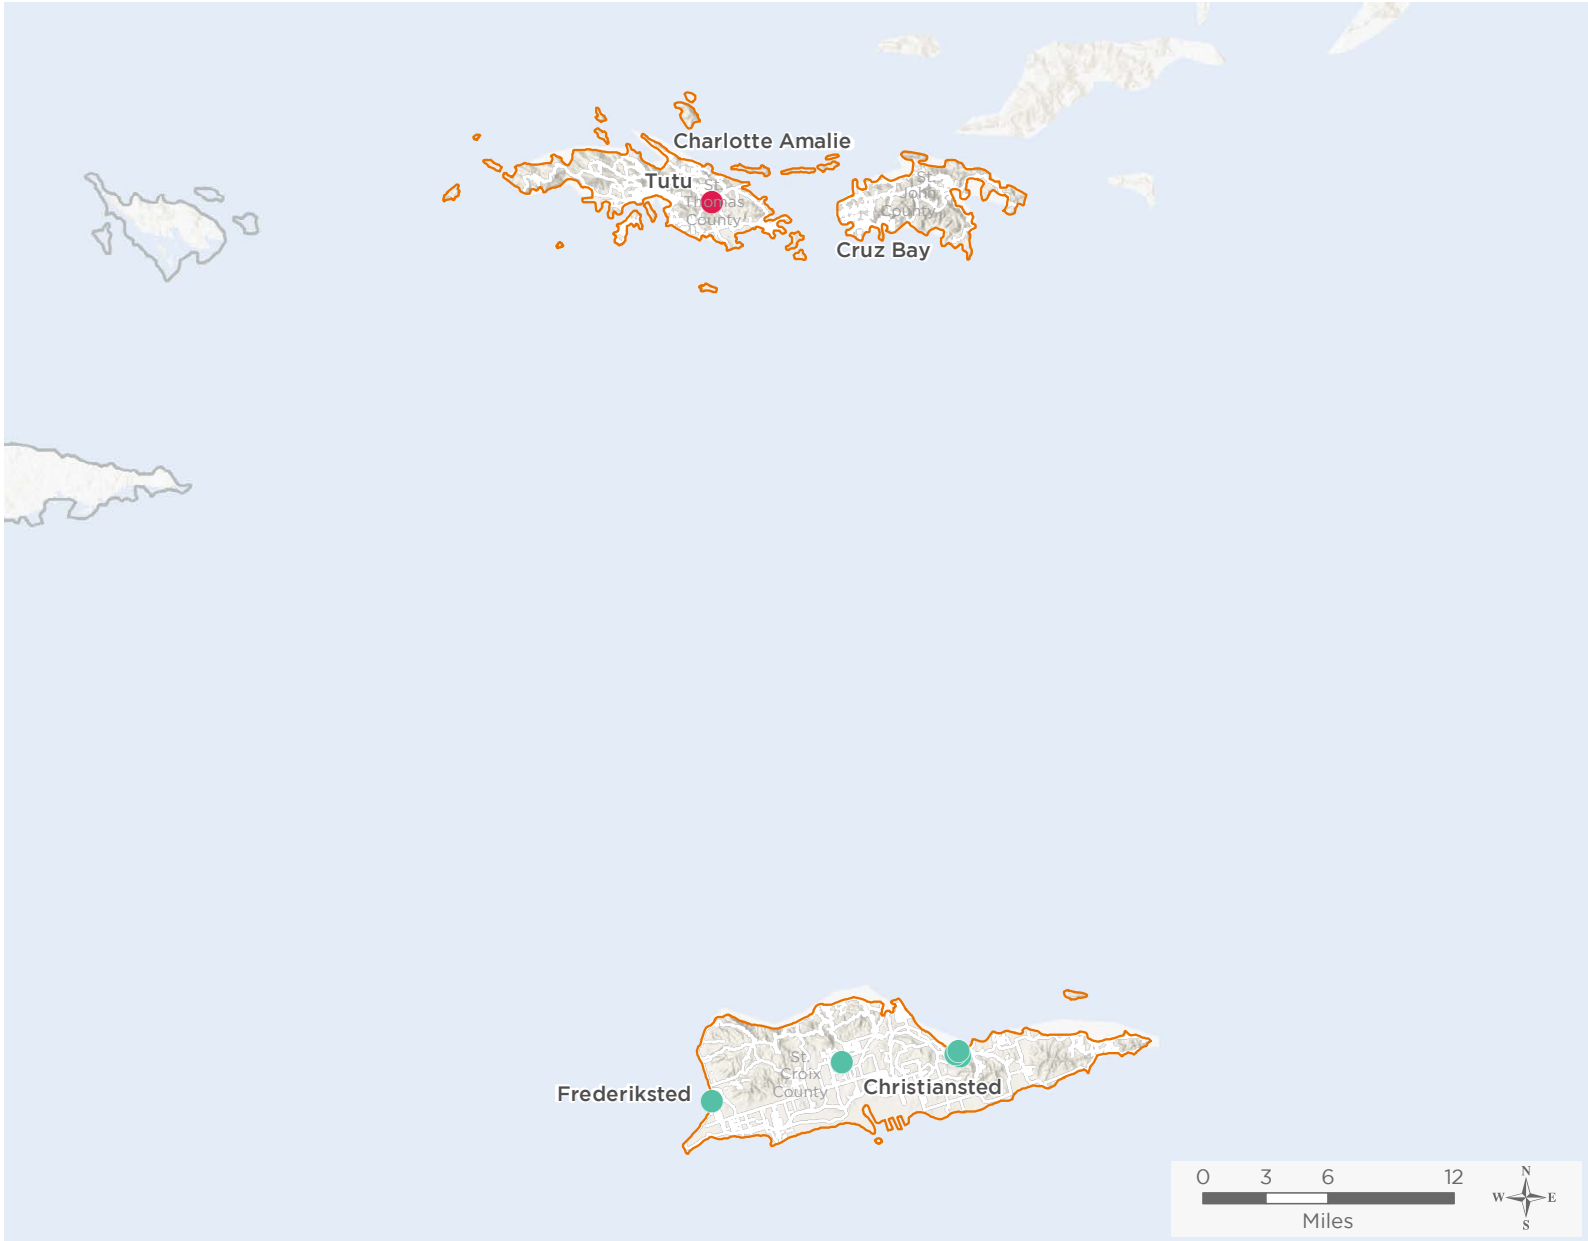 Charlotte Amalie
Tutu
St.
Thomas
County
St.
John
County
Cruz Bay
St.
Croix
County
Christiansted
Frederiksted
0 3 6 12
Miles
N
W E
S